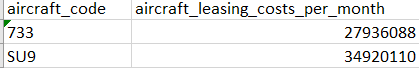 aircraft_code aircraft_leasing_costs_per_month
733 27936088
SU9 34920110